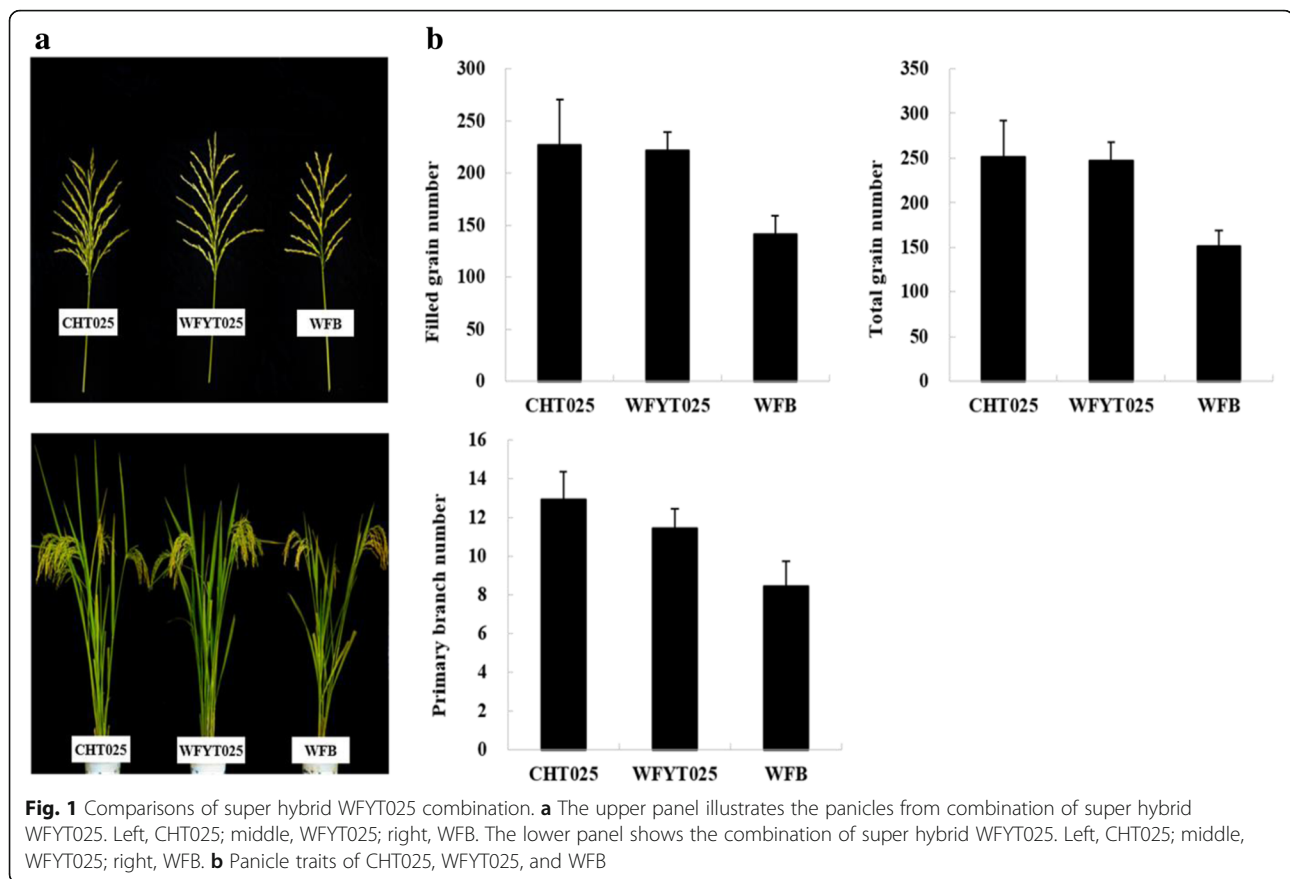 a
CHT025 WFYT025 WFB
CHT025 WFYT025 WFB
b
Filled grain number
300
250
200
150
100
50
0
CHT025 WFYT025 WFB
Total grain number
350
300
250
200
150
100
50
0
CHT025 WFYT025 WFB
Primary branch number
16
14
12
10
8
6
4
2
0
CHT025 WFYT025 WFB
Fig. 1 Comparisons of super hybrid WFYT025 combination. a The upper panel illustrates the panicles from combination of super hybrid
WFYT025. Left, CHT025; middle, WFYT025; right, WFB. The lower panel shows the combination of super hybrid WFYT025. Left, CHT025; middle,
WFYT025; right, WFB. b Panicle traits of CHT025, WFYT025, and WFB